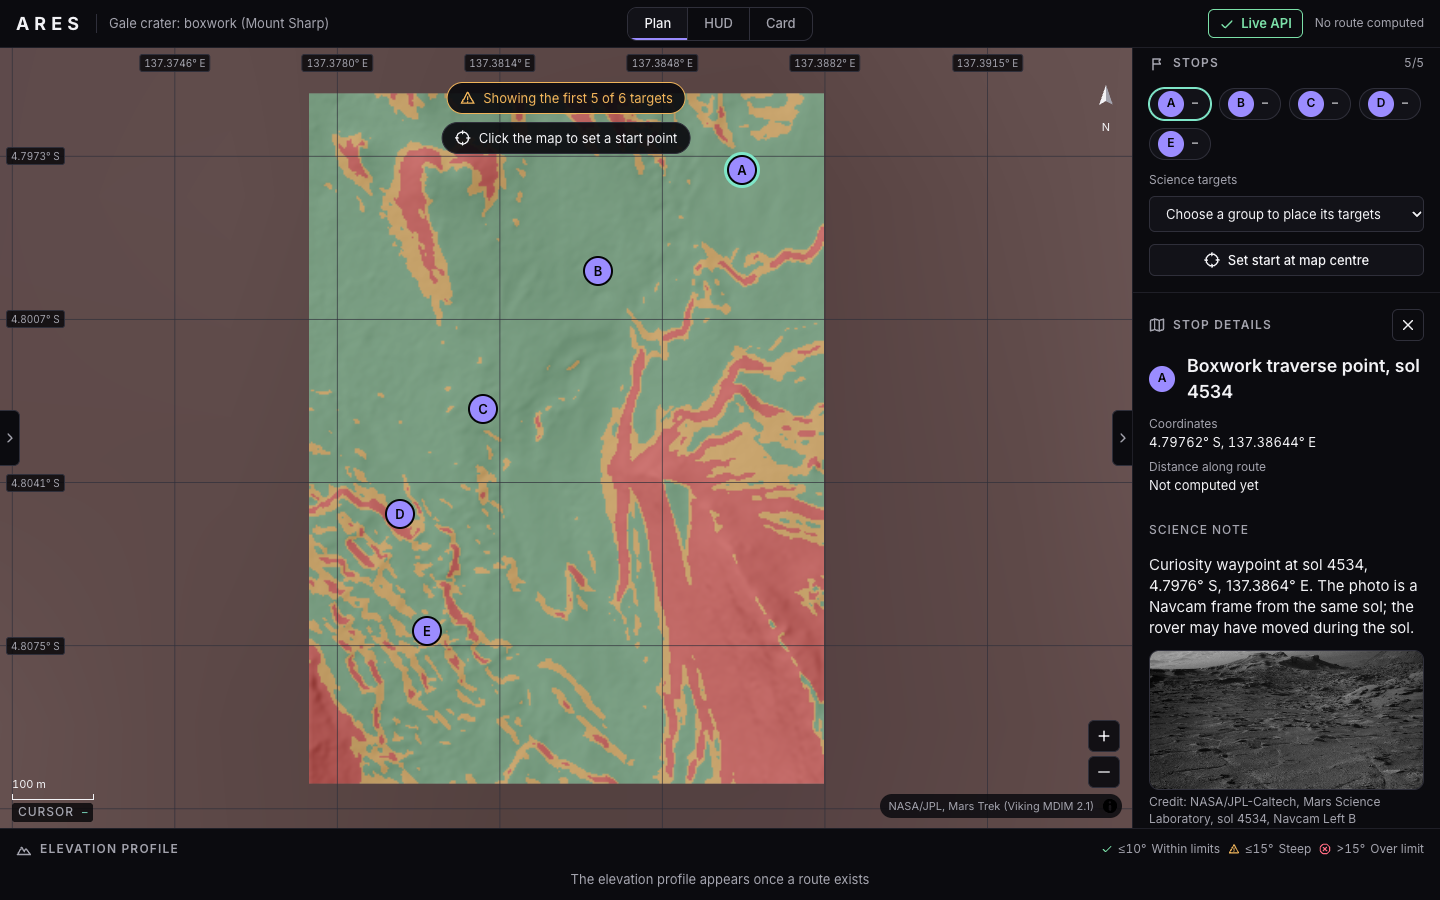 ARES
Gale crater: boxwork (Mount Sharp)
Plan
HUD
Card
Live API
No route computed
137.3746° E
137.3780° E
137.3814° E
137.3848° E
137.3882° E
137.3915° E
Showing the first 5 of 6 targets
Click the map to set a start point
N
4.7973° S
4.8007° S
4.8041° S
4.8075° S
A
B
C
D
E
100 m
CURSOR –
NASA/JPL, Mars Trek (Viking MDIM 2.1)
STOPS
5/5
A –
B –
C –
D –
E –
Science targets
Choose a group to place its targets
Set start at map centre
STOP DETAILS
A
Boxwork traverse point, sol
4534
Coordinates
4.79762° S, 137.38644° E
Distance along route
Not computed yet
SCIENCE NOTE
Curiosity waypoint at sol 4534,
4.7976° S, 137.3864° E. The photo is a
Navcam frame from the same sol; the
rover may have moved during the sol.
Credit: NASA/JPL-Caltech, Mars Science
Laboratory, sol 4534, Navcam Left B
ELEVATION PROFILE
≤10° Within limits
≤15° Steep
>15° Over limit
The elevation profile appears once a route exists